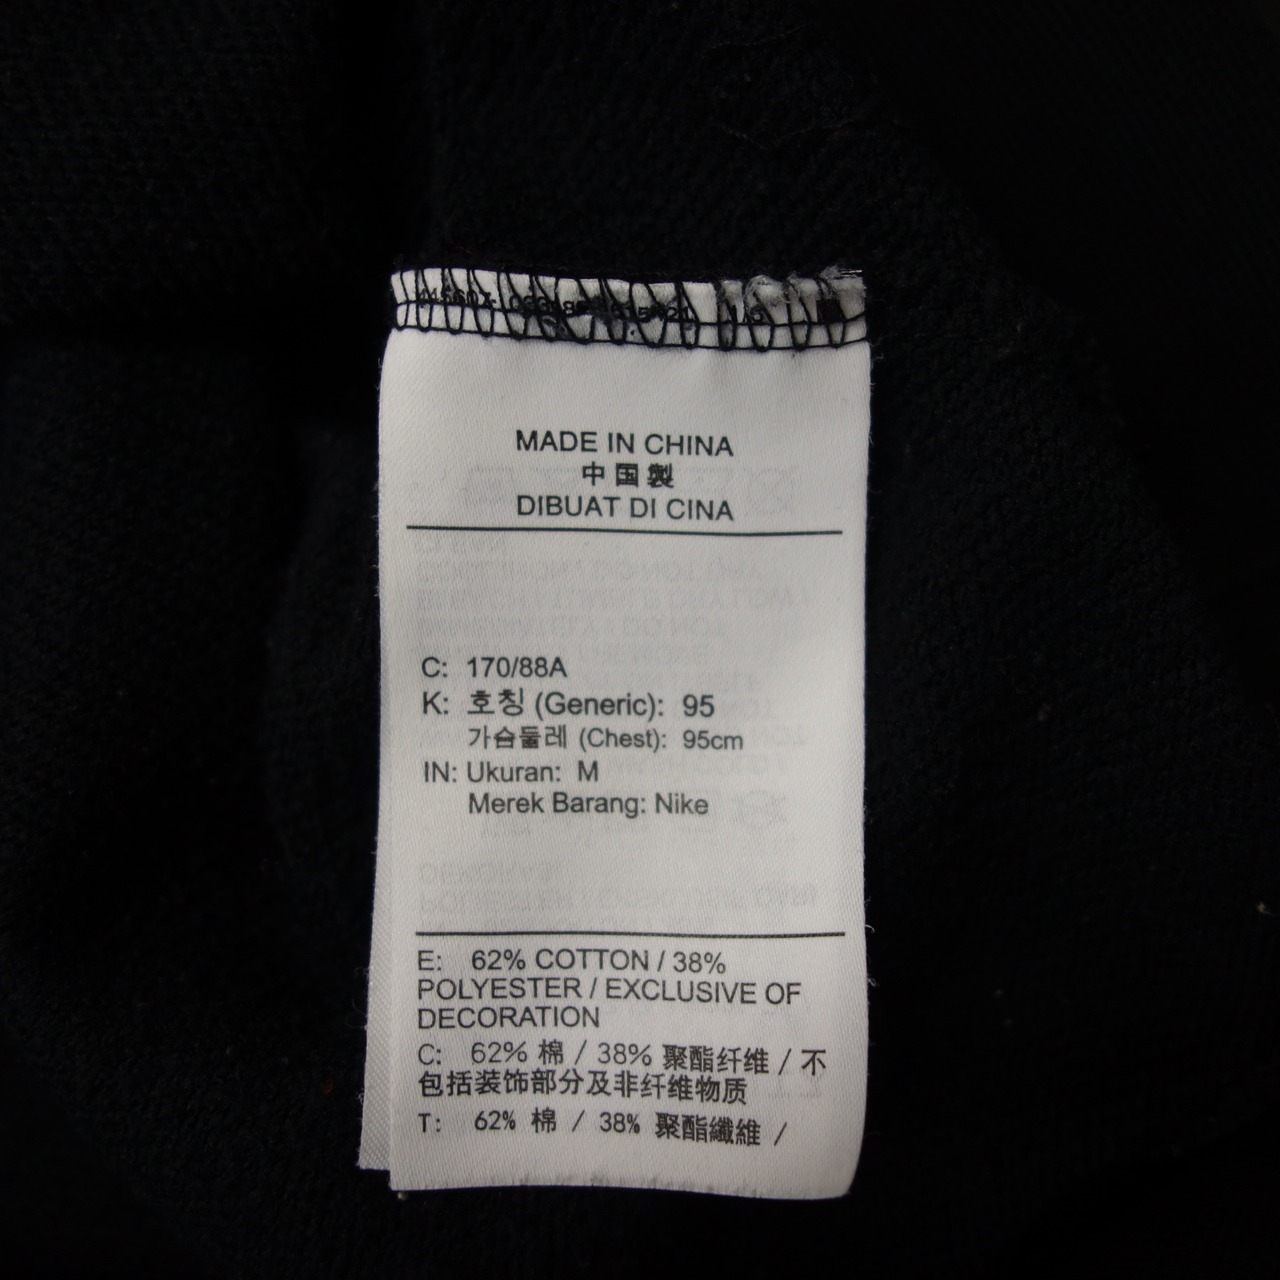 MADE IN CHINA
中国製
DIBUAT DI CINA
C: 170/88A
K: 호칭 (Generic): 95
가슴둘레 (Chest): 95cm
IN: Ukuran: M
Merek Barang: Nike
E: 62% COTTON / 38%
POLYESTER / EXCLUSIVE OF
DECORATION
C: 62% 棉 / 38% 聚酯纤维 / 不
包括装饰部分及非纤维物质
T: 62% 棉 / 38% 聚酯纖維 /